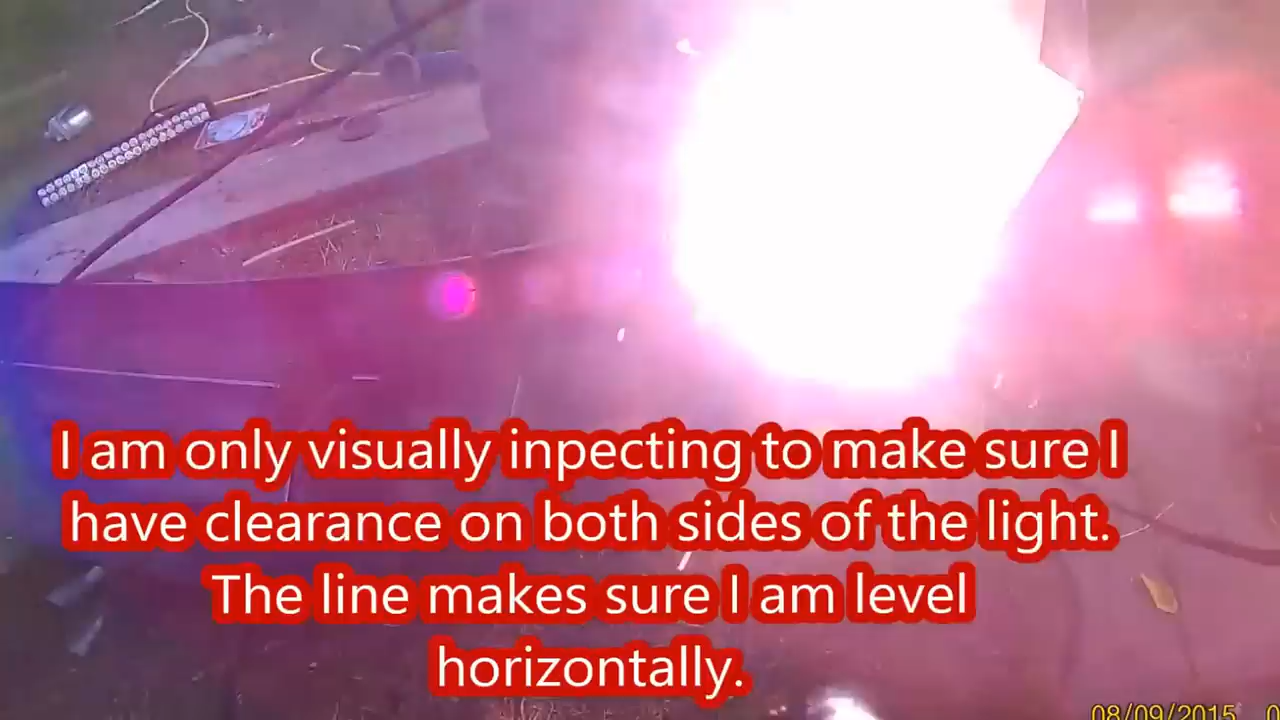 I am only visually inpecting to make sure I
have clearance on both sides of the light.
The line makes sure I am level
horizontally.
08/09/2015